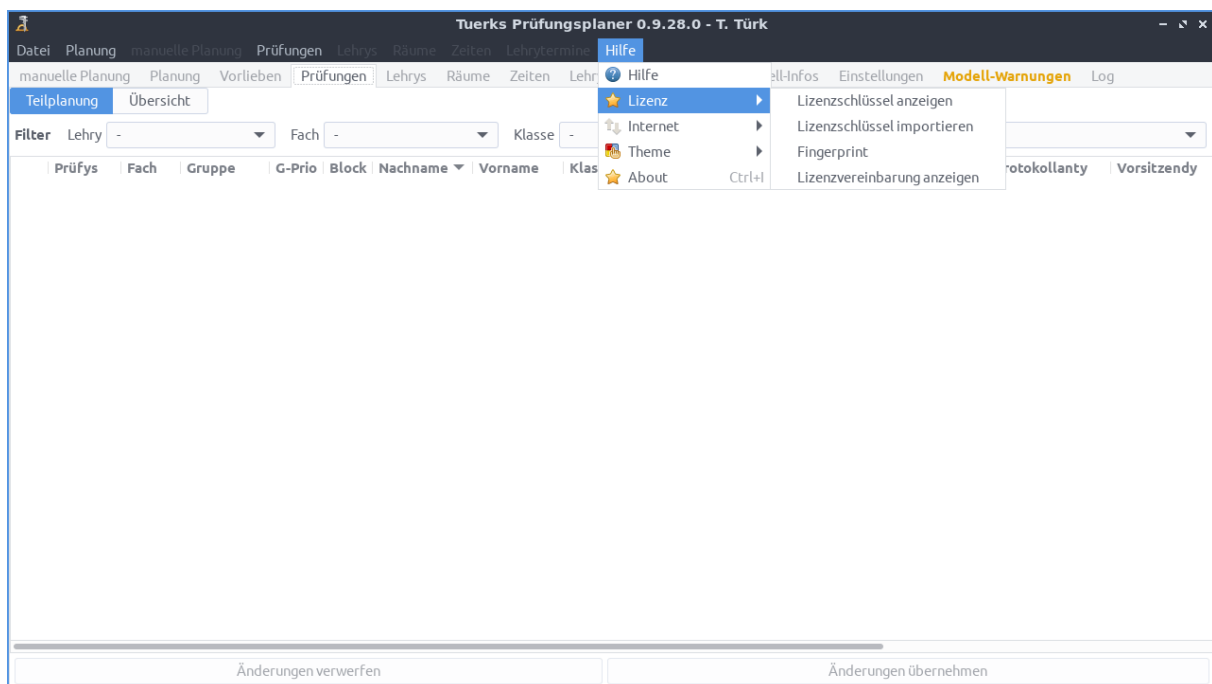 Tuerks Prüfungsplaner 0.9.28.0 - T. Türk
Datei Planung manuelle Planung Prüfungen Lehrys Räume Zeiten Lehrytermine Hilfe
manuelle Planung Planung Vorlieben Prüfungen Lehrys Räume Zeiten Lehr ell-Infos Einstellungen Modell-Warnungen Log
Hilfe
Teilplanung Übersicht
Lizenz
Lizenzschlüssel anzeigen
Internet
Lizenzschlüssel importieren
Filter Lehry - Fach - Klasse -
Theme
Fingerprint
Prüfys Fach Gruppe G-Prio Block Nachname Vorname Klas rotokollanty Vorsitzendy
About Ctrl+I
Lizenzvereinbarung anzeigen
Änderungen verwerfen Änderungen übernehmen